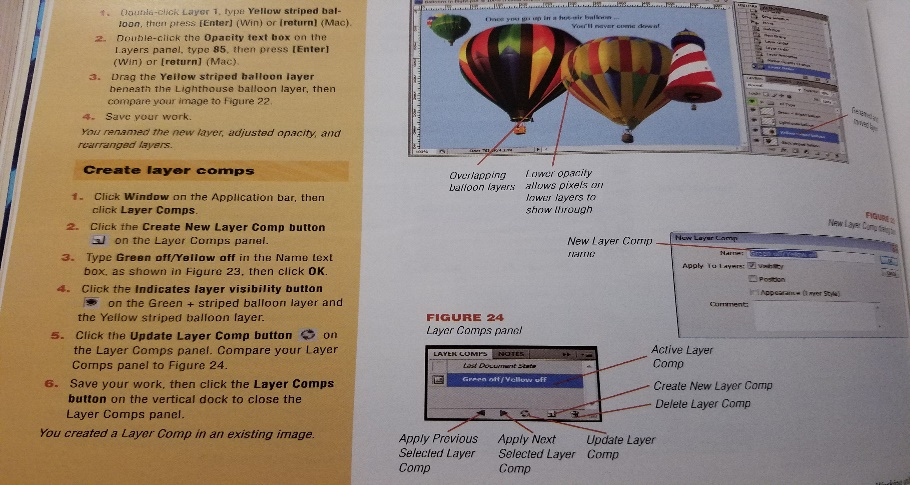 1. Double-click Layer 1, type Yellow striped bal-
loon, then press [Enter] (Win) or [return] (Mac).
2. Double-click the Opacity text box on the
Layers panel, type 85, then press [Enter]
(Win) or [return] (Mac).
3. Drag the Yellow striped balloon layer
beneath the Lighthouse balloon layer, then
compare your image to Figure 22.
4. Save your work.
You renamed the new layer, adjusted opacity, and
rearranged layers.
Create layer comps
1. Click Window on the Application bar, then
click Layer Comps.
2. Click the Create New Layer Comp button
on the Layer Comps panel.
3. Type Green off/Yellow off in the Name text
box, as shown in Figure 23, then click OK.
4. Click the Indicates layer visibility button
on the Green + striped balloon layer and
the Yellow striped balloon layer.
5. Click the Update Layer Comp button on
the Layer Comps panel. Compare your Layer
Comps panel to Figure 24.
6. Save your work, then click the Layer Comps
button on the vertical dock to close the
Layer Comps panel.
You created a Layer Comp in an existing image.
Once you go up in a hot-air balloon ...
You'll never come down!
Overlapping
balloon layers
Lower opacity
allows pixels on
lower layers to
show through
FIGURE
New Layer Comp
New Layer Comp
name
New Layer Comp
Name: Green off/Yellow off
Apply To Layers: Visibility
Position
Appearance (Layer Style)
Comment:
FIGURE 24
Layer Comps panel
LAYER COMPS NOTES
Last Document State
Green off/Yellow off
Active Layer
Comp
Create New Layer Comp
Delete Layer Comp
Apply Previous
Selected Layer
Comp
Apply Next
Selected Layer
Comp
Update Layer
Comp